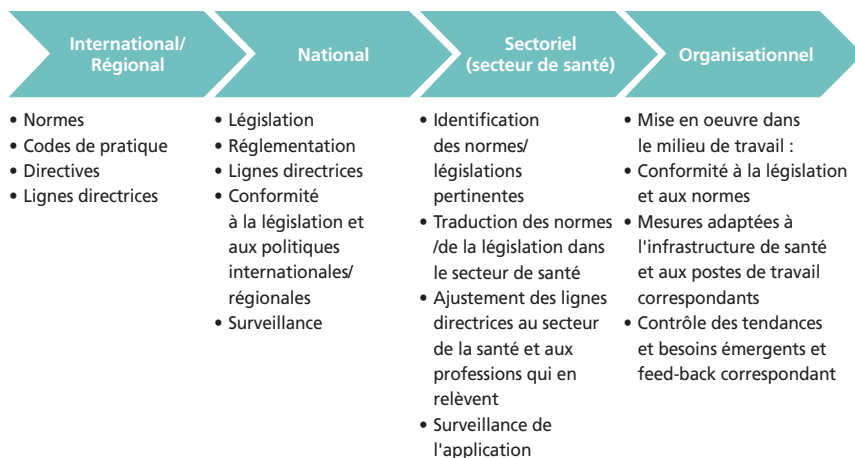 International/
Régional
National
Sectoriel
(secteur de santé)
Organisationnel
• Normes
• Codes de pratique
• Directives
• Lignes directrices
• Législation
• Réglementation
• Lignes directrices
• Conformité
à la législation et
aux politiques
internationales/
régionales
• Surveillance
• Identification
des normes/
législations
pertinentes
• Traduction des normes
/de la législation dans
le secteur de santé
• Ajustement des lignes
directrices au secteur
de la santé et aux
professions qui en
relèvent
• Surveillance de
l'application
• Mise en oeuvre dans
le milieu de travail :
• Conformité à la législation
et aux normes
• Mesures adaptées à
l'infrastructure de santé
et aux postes de travail
correspondants
• Contrôle des tendances
et besoins émergents et
feed-back correspondant